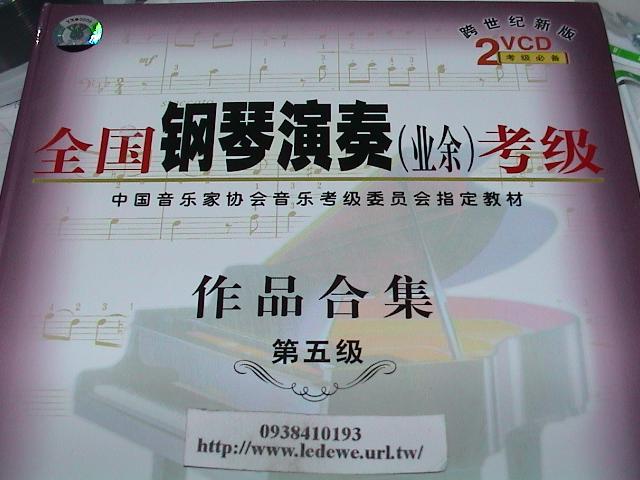 跨世纪新版
2VCD
考级必备
全国钢琴演奏(业余)考级
中国音乐家协会音乐考级委员会指定教材
作品合集
第五级
0938410193
http://www.ledewe.url.tw/